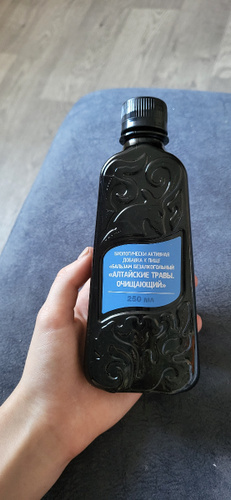 БИОЛОГИЧЕСКИ АКТИВНАЯ
ДОБАВКА К ПИЩЕ
«БАЛЬЗАМ БЕЗАЛКОГОЛЬНЫЙ
«АЛТАЙСКИЕ ТРАВЫ.
ОЧИЩАЮЩИЙ»
250 мл